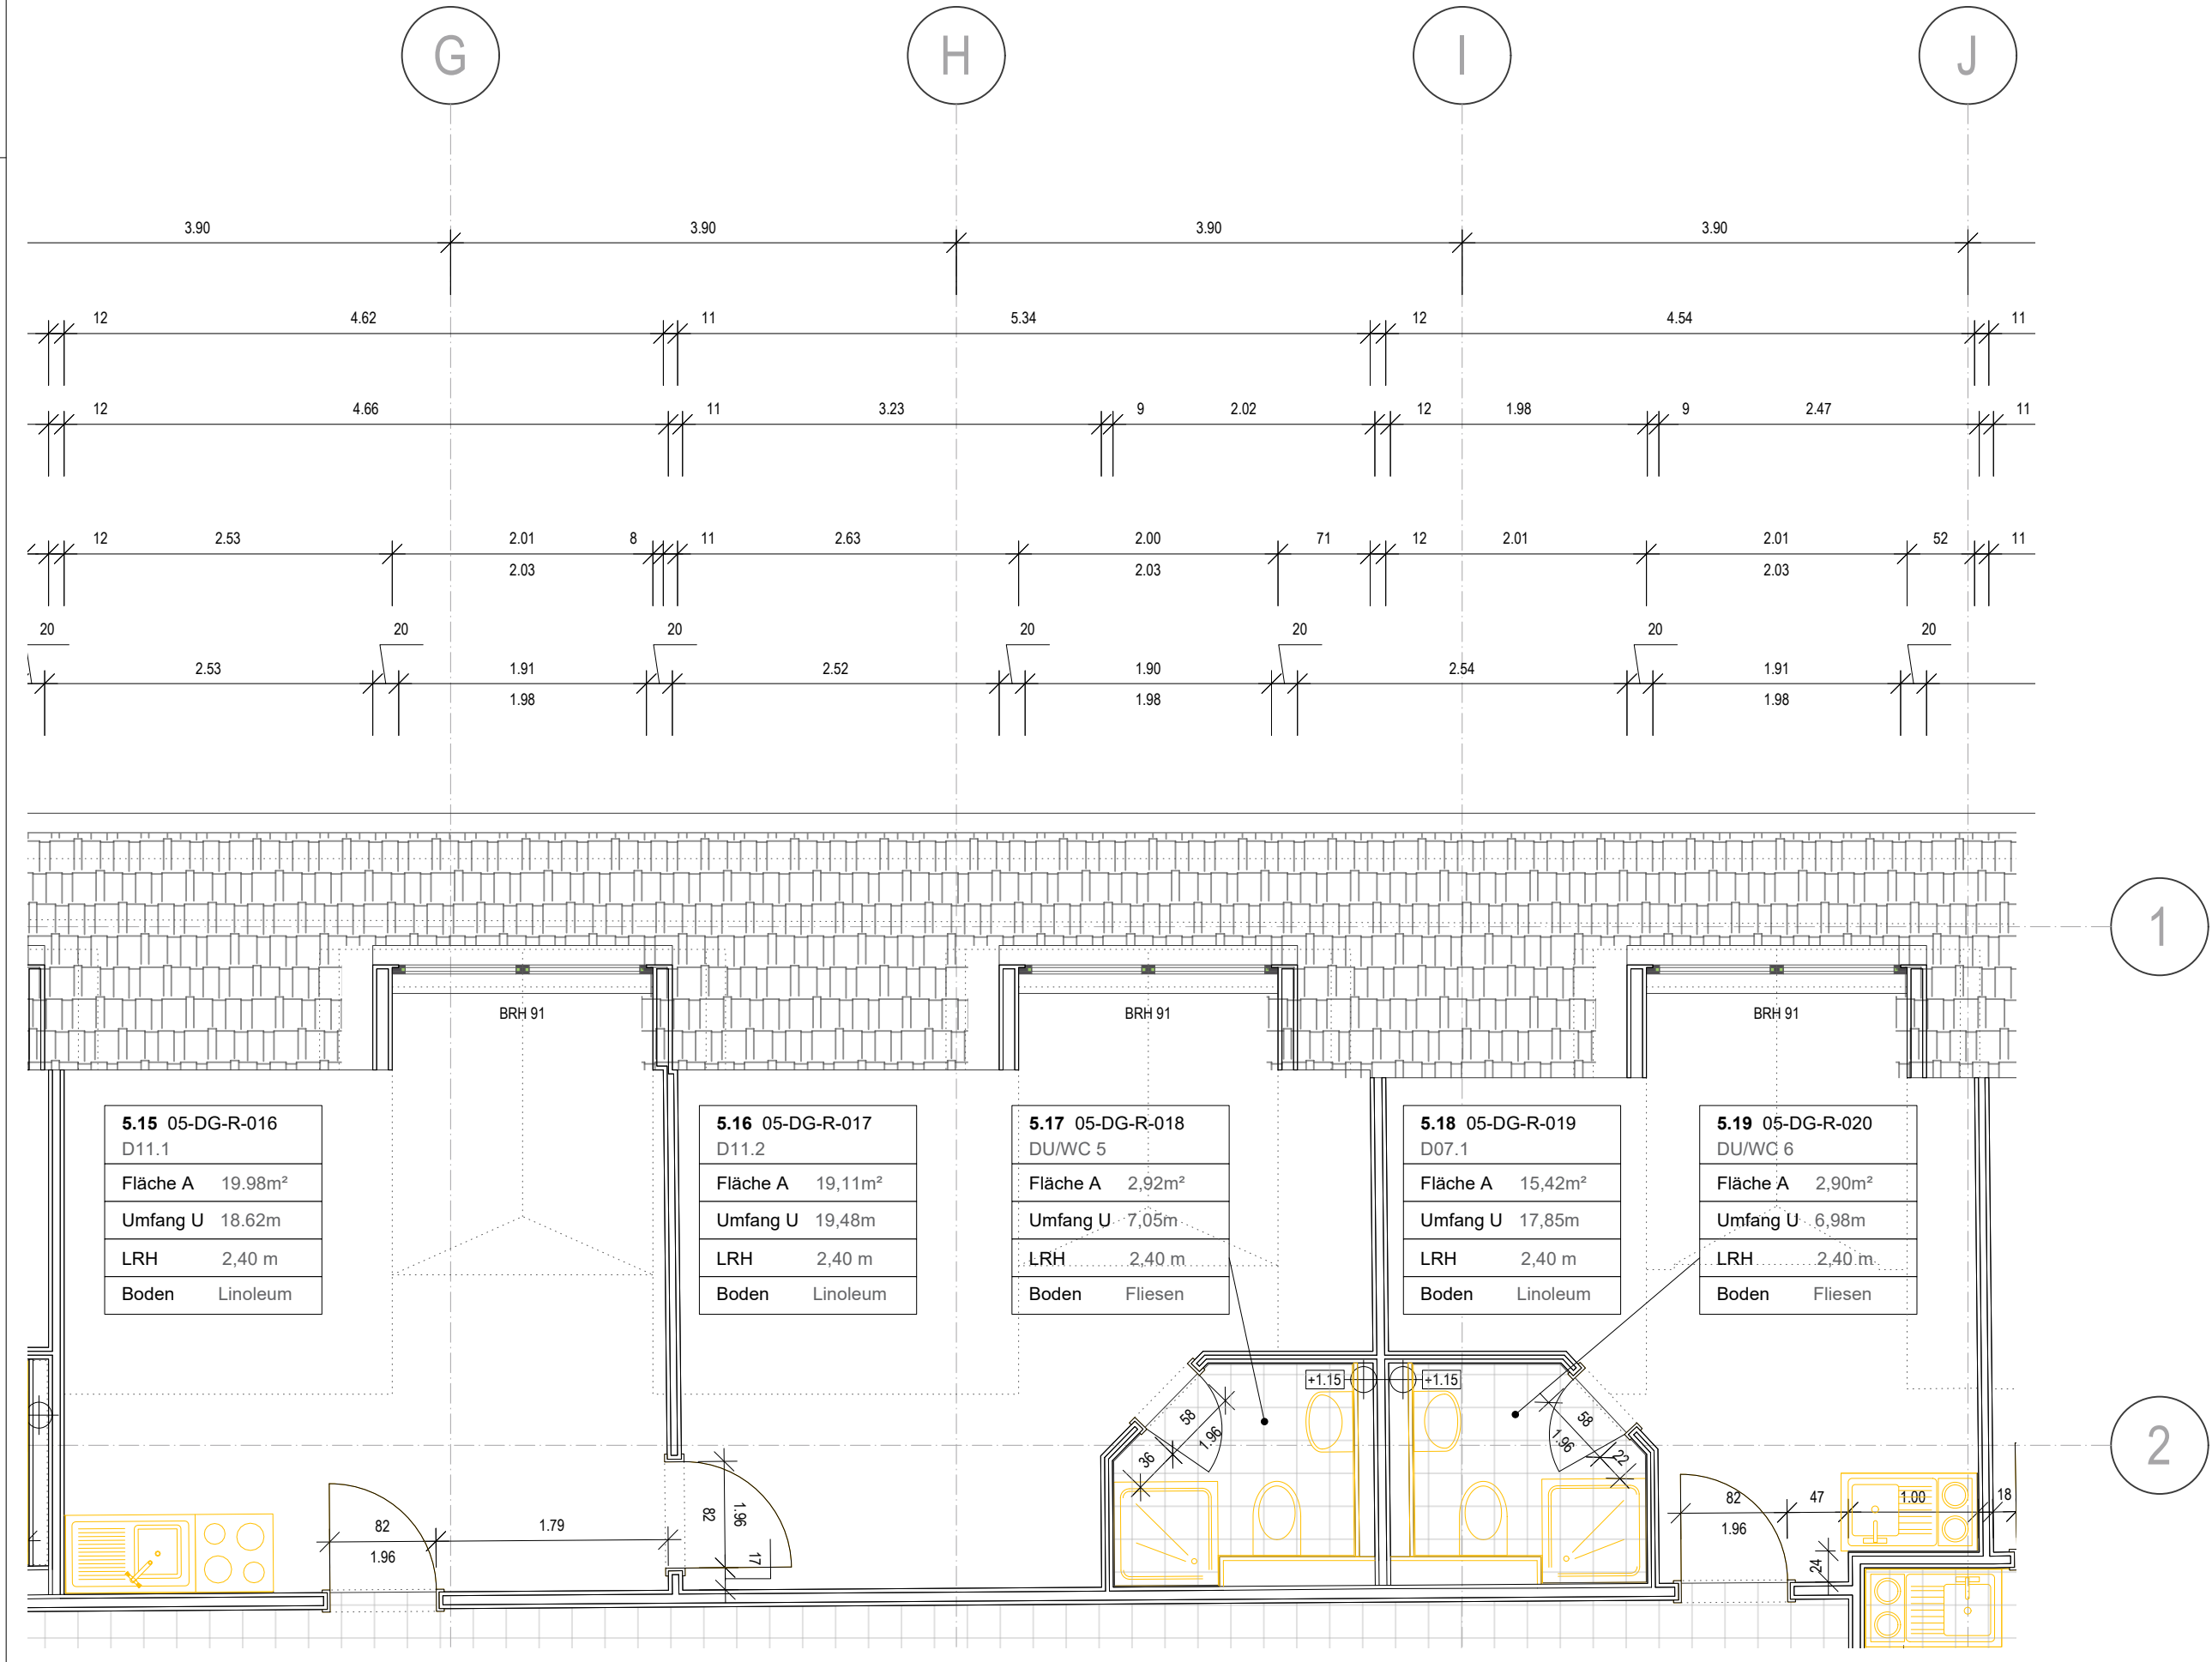 G H I J
3.90 3.90 3.90 3.90
12 4.62 11 5.34 12 4.54 11
12 4.66 11 3.23 9 2.02 12 1.98 9 2.47 11
12 2.53 2.01 8 11 2.63 2.00 71 12 2.01 2.01 52 11
2.03 2.03 2.03
20 20 20 20 20 20 20
2.53 1.91 2.52 1.90 2.54 1.91
1.98 1.98 1.98
1
BRH 91 BRH 91 BRH 91
5.15 05-DG-R-016
D11.1
Fläche A 19.98m²
Umfang U 18.62m
LRH 2,40 m
Boden Linoleum
5.16 05-DG-R-017
D11.2
Fläche A 19,11m²
Umfang U 19,48m
LRH 2,40 m
Boden Linoleum
5.17 05-DG-R-018
DU/WC 5
Fläche A 2,92m²
Umfang U 7,05m
LRH 2,40 m
Boden Fliesen
5.18 05-DG-R-019
D07.1
Fläche A 15,42m²
Umfang U 17,85m
LRH 2,40 m
Boden Linoleum
5.19 05-DG-R-020
DU/WC 6
Fläche A 2,90m²
Umfang U 6,98m
LRH 2,40 m
Boden Fliesen
+1.15 +1.15
58 1.96 58 1.96
36 22
2
82 1.79 82 1.96 82 47 1.00 18
1.96 17 1.96 24